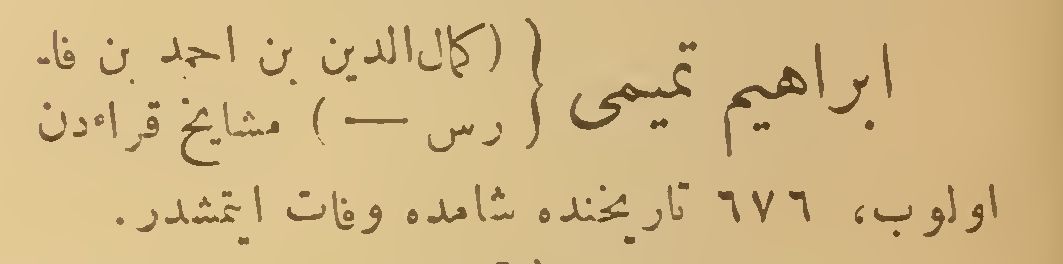 ابراهيم تميمى { (كمال‌الدين بن احمد بن فا-
رس —) مشايخ قراءدن
اولوب، ٦٧٦ تاريخنده شامده وفات ايتمشدر.